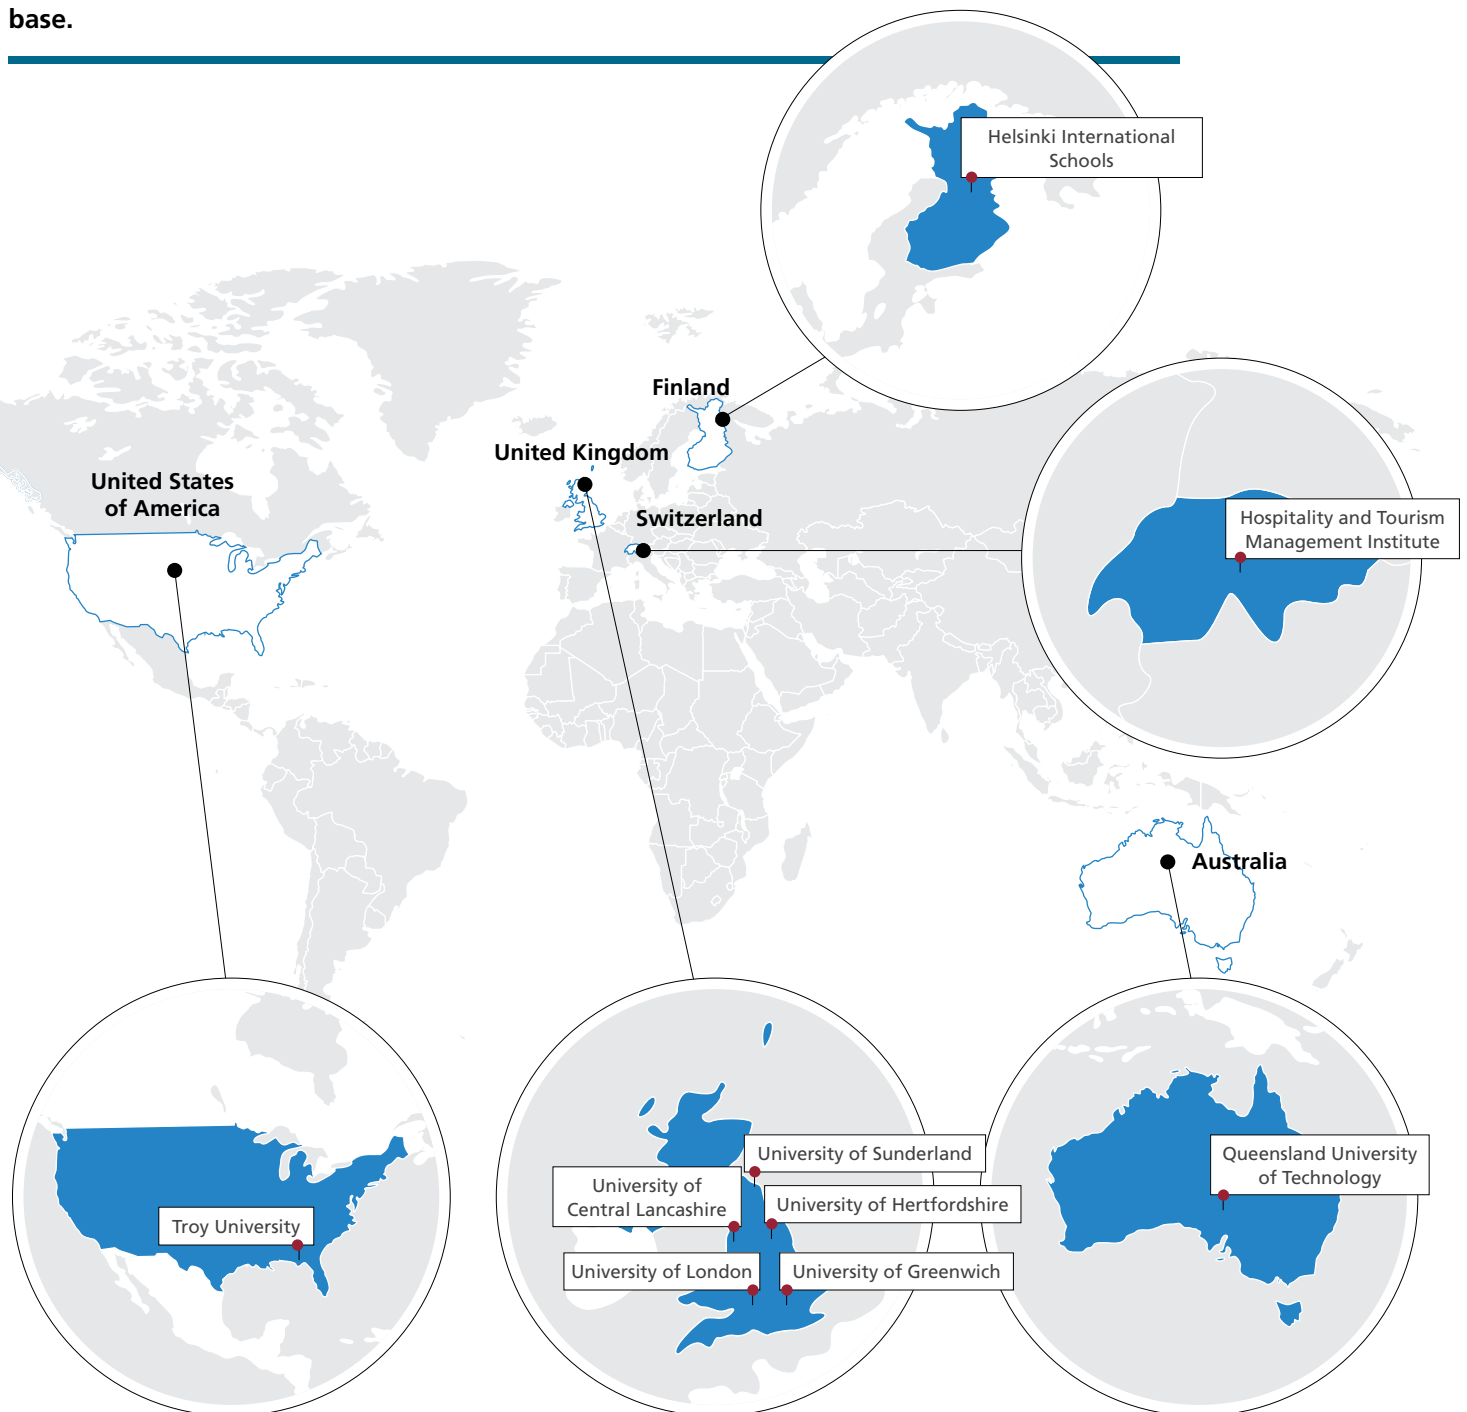 base.
Helsinki International
Schools
Finland
United Kingdom
United States
of America
Switzerland
Hospitality and Tourism
Management Institute
Australia
University of Sunderland
Queensland University
of Technology
University of
Central Lancashire
University of Hertfordshire
Troy University
University of London
University of Greenwich